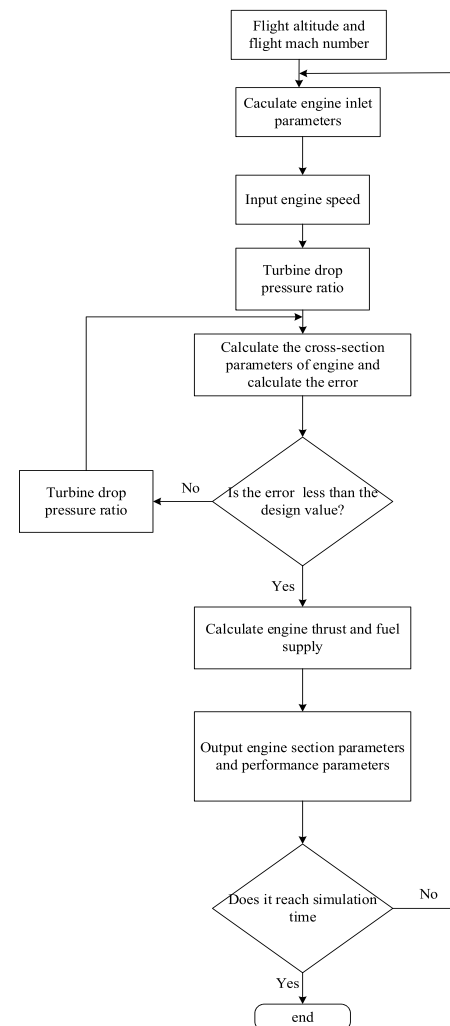 Flight altitude and
flight mach number
Caculate engine inlet
parameters
Input engine speed
Turbine drop
pressure ratio
Calculate the cross-section
parameters of engine and
calculate the error
Is the error less than the
design value?
No
Turbine drop
pressure ratio
Yes
Calculate engine thrust and fuel
supply
Output engine section parameters
and performance parameters
Does it reach simulation
time
No
Yes
end